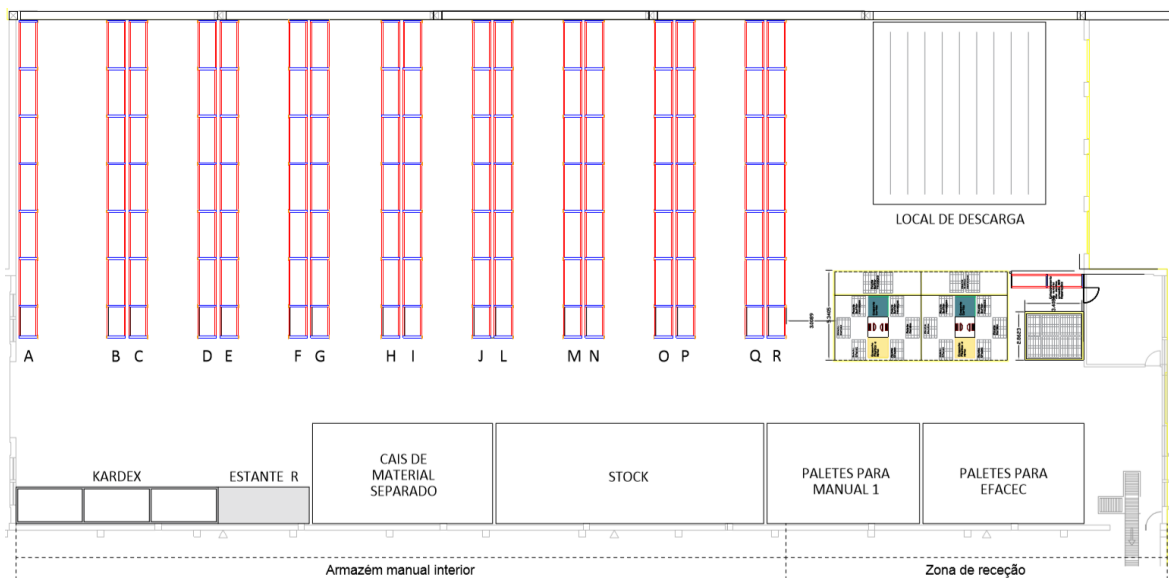 LOCAL DE DESCARGA
A B C D E F G H I J L M N O P Q R
KARDEX
ESTANTE R
CAIS DE
MATERIAL
SEPARADO
STOCK
PALETES PARA
MANUAL 1
PALETES PARA
EFACEC
Armazém manual interior
Zona de receção